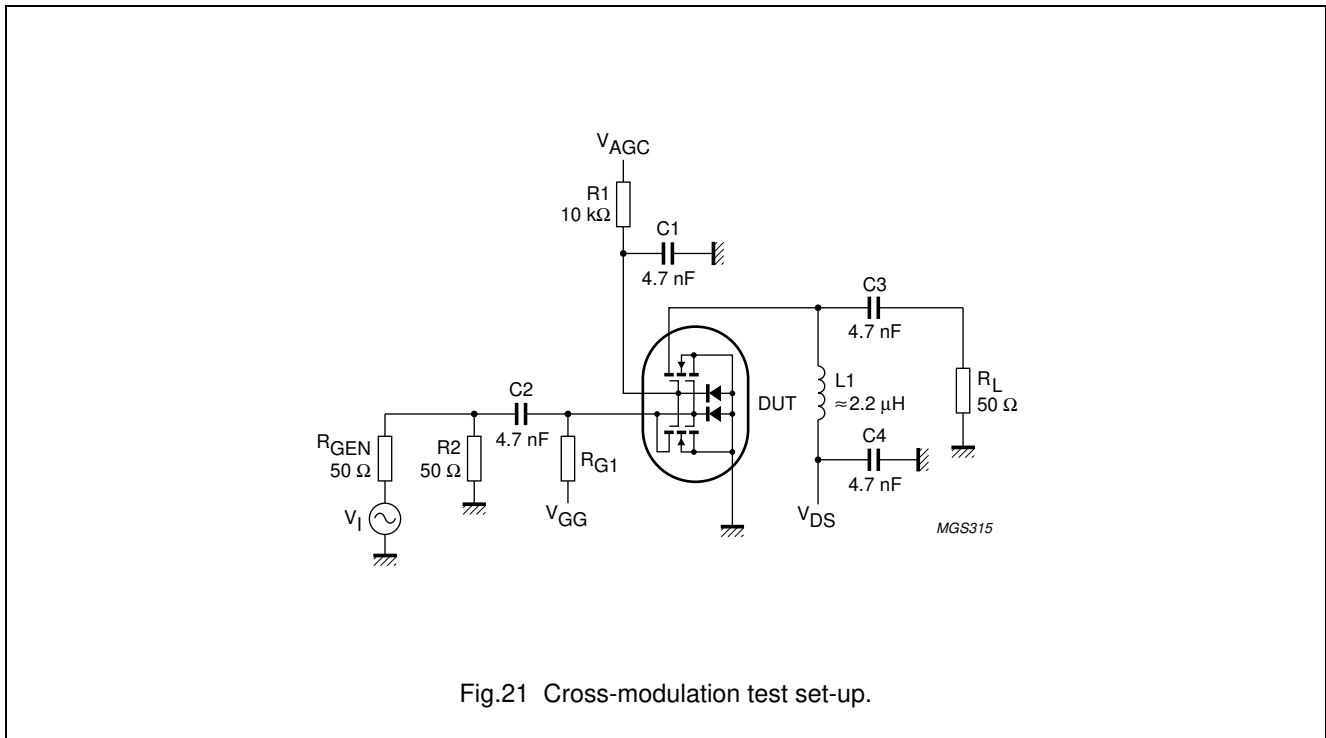 VAGC
R1
10 kΩ
C1
4.7 nF
C3
4.7 nF
L1
≈2.2 μH
RL
50 Ω
DUT
C2
4.7 nF
RGEN
50 Ω
R2
50 Ω
RG1
C4
4.7 nF
VI
VGG
VDS
MGS315
Fig.21 Cross-modulation test set-up.